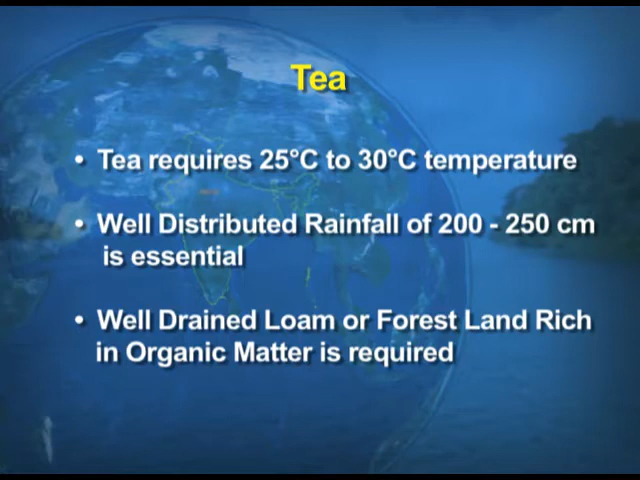 Tea
• Tea requires 25°C to 30°C temperature
• Well Distributed Rainfall of 200 - 250 cm
is essential
• Well Drained Loam or Forest Land Rich
in Organic Matter is required